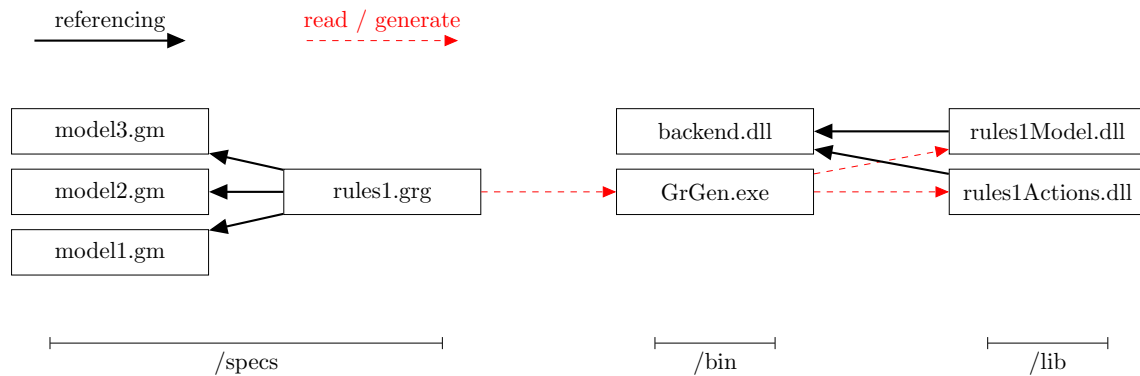 referencing
read / generate
model3.gm
backend.dll
rules1Model.dll
model2.gm
rules1.grg
GrGen.exe
rules1Actions.dll
model1.gm
/specs
/bin
/lib